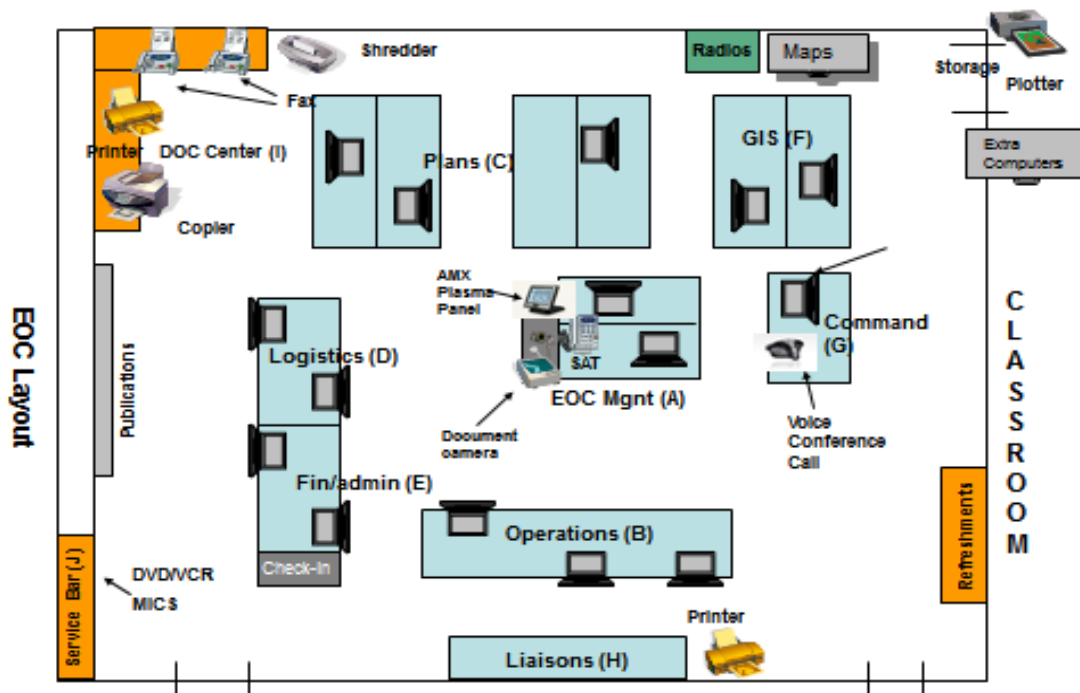 Shredder
Radios
Maps
Storage
Plotter
Fax
Printer
DOC Center (I)
Plans (C)
GIS (F)
Extra
Computers
Copier
AMX
Plasma
Panel
Command
(G)
Logistics (D)
SAT
EOC Mgnt (A)
EOC Layout
Publications
CLASSROOM
Document
camera
Voice
Conference
Call
Fin/admin (E)
Operations (B)
Refreshments
Check-In
Service Bar (J)
DVD/VCR
MICS
Printer
Liaisons (H)